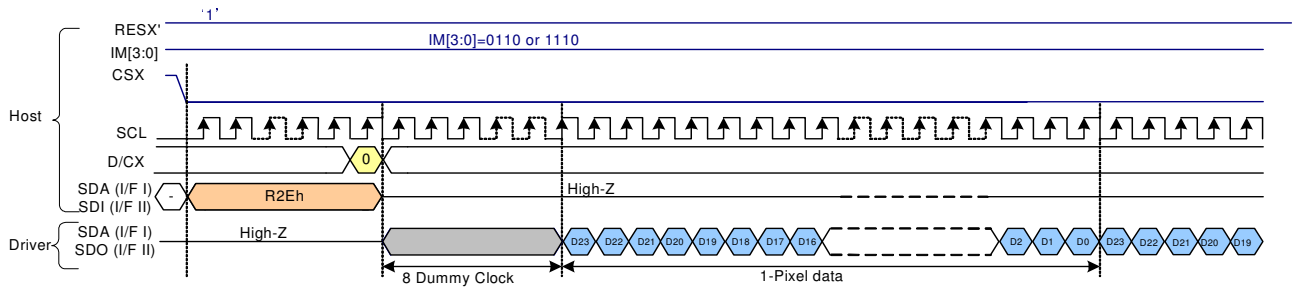 '1'
RESX'
IM[3:0]
IM[3:0]=0110 or 1110
CSX
Host
SCL
D/CX
0
SDA (I/F I)
SDI (I/F II)
-
R2Eh
High-Z
Driver
SDA (I/F I)
SDO (I/F II)
High-Z
D23 D22 D21 D20 D19 D18 D17 D16 D2 D1 D0 D23 D22 D21 D20 D19
8 Dummy Clock
1-Pixel data